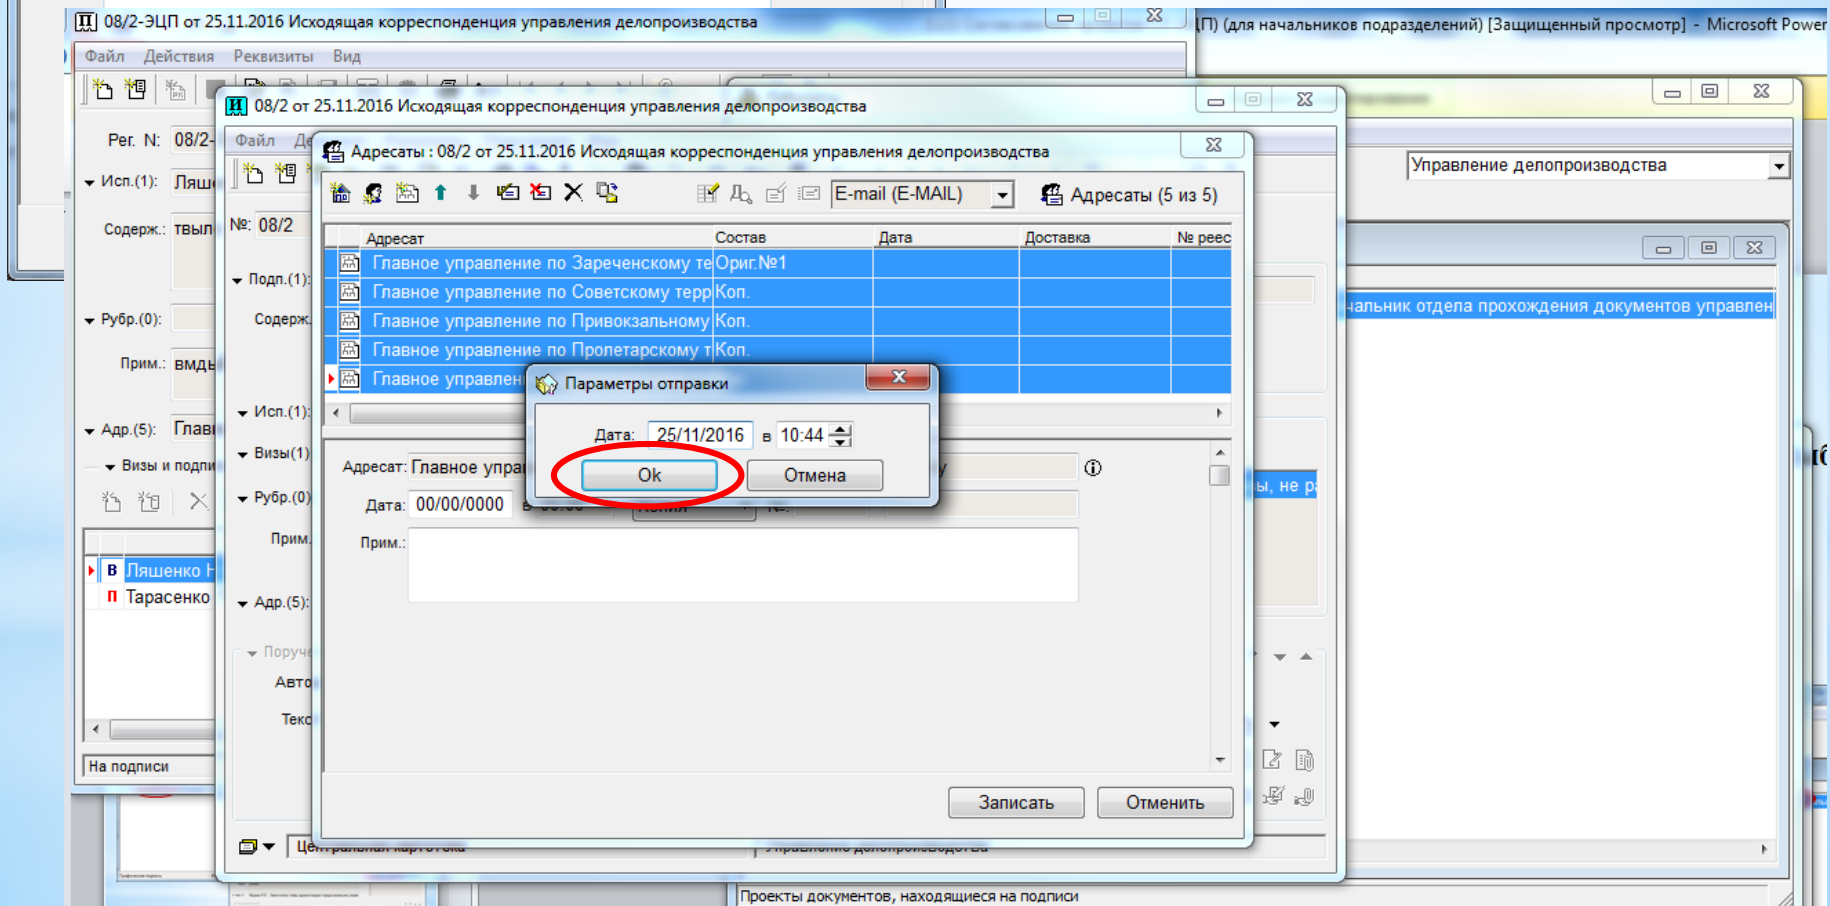 08/2-ЭЦП от 25.11.2016 Исходящая корреспонденция управления делопроизводства
(для начальников подразделений) [Защищенный просмотр] - Microsoft Power
Файл Действия Реквизиты Вид
08/2 от 25.11.2016 Исходящая корреспонденция управления делопроизводства
Рег. N: 08/2-
Файл
Адресаты : 08/2 от 25.11.2016 Исходящая корреспонденция управления делопроизводства
Управление делопроизводства
Исп.(1):
E-mail (E-MAIL)
Адресаты (5 из 5)
Содерж.:
№: 08/2
Адресат Состав Дата Доставка № реес
Главное управление по Зареченскому те Ориг.№1
Подп.(1):
Главное управление по Советскому терр Коп.
чальник отдела прохождения документов управлен
Рубр.(0):
Содерж.
Главное управление по Привокзальному Коп.
Главное управление по Пролетарскому т Коп.
Прим.: вмдь
Главное управлен
Параметры отправки
Исп.(1):
Адр.(5): Глав
Дата: 25/11/2016 в 10:44
Визы(1)
Визы и подпи
Адресат: Главное упра
Ok Отмена
ы, не р
Рубр.(0)
Дата: 00/00/0000
Прим.
Прим.:
В Ляшенко Н
П Тарасенко
Адр.(5):
Поруче
Авто
Текс
На подписи
Записать Отменить
Проекты документов, находящиеся на подписи